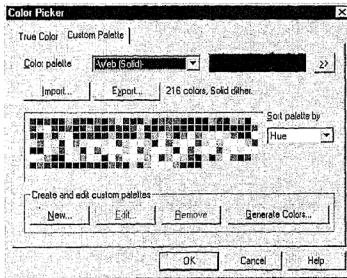 Color Picker
True Color Custom Palette
Color palette Web (Solid) >>
Import... Export... 216 colors, Solid dither.
Sort palette by
Hue
Create and edit custom palettes
New... Edit... Remove Generate Colors...
OK Cancel Help